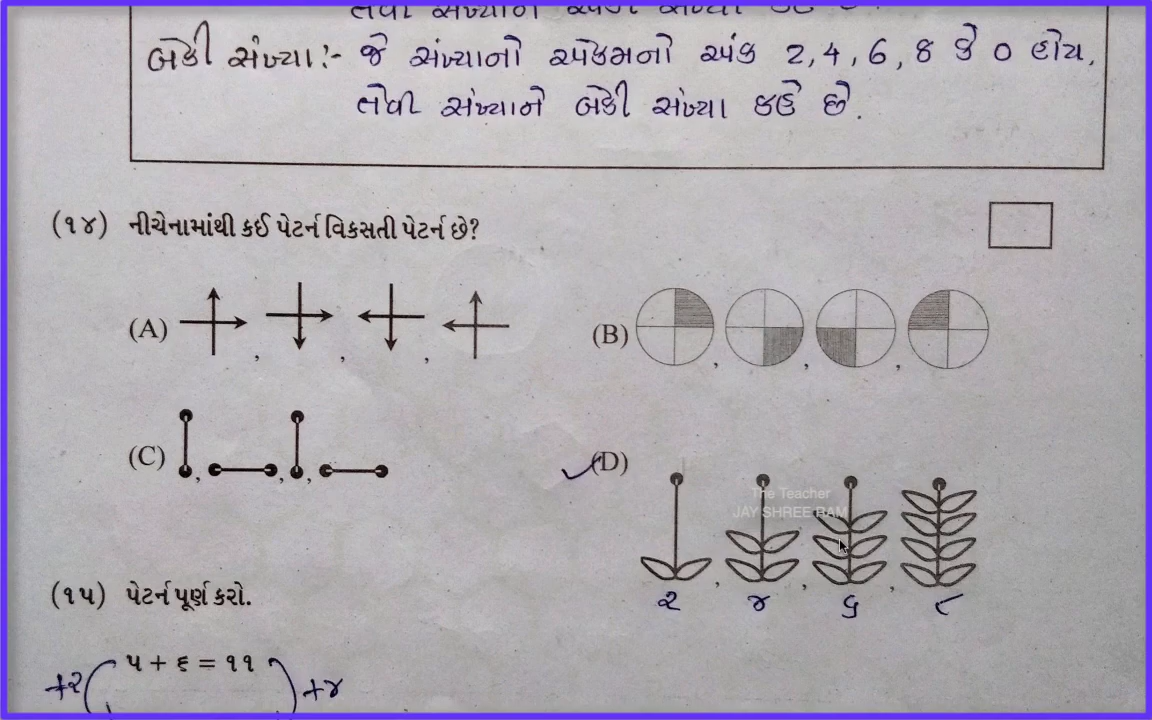 બેકી સંખ્યા:- જે સંખ્યાનો એકમનો અંક 2, 4, 6, 8 કે 0 હોય,
તેવી સંખ્યાને બેકી સંખ્યા કહે છે.
(૧૪) નીચેનામાંથી કઈ પેટર્ન વિકસતી પેટર્ન છે?
(A) , , ,
(B) , , ,
(C) , , ,
(D) , , ,
The Teacher
JAY SHREE RAM
૨ ૪ ૬ ૮
(૧૫) પેટર્ન પૂર્ણ કરો.
૫ + ૬ = ૧૧
+૨ +૪